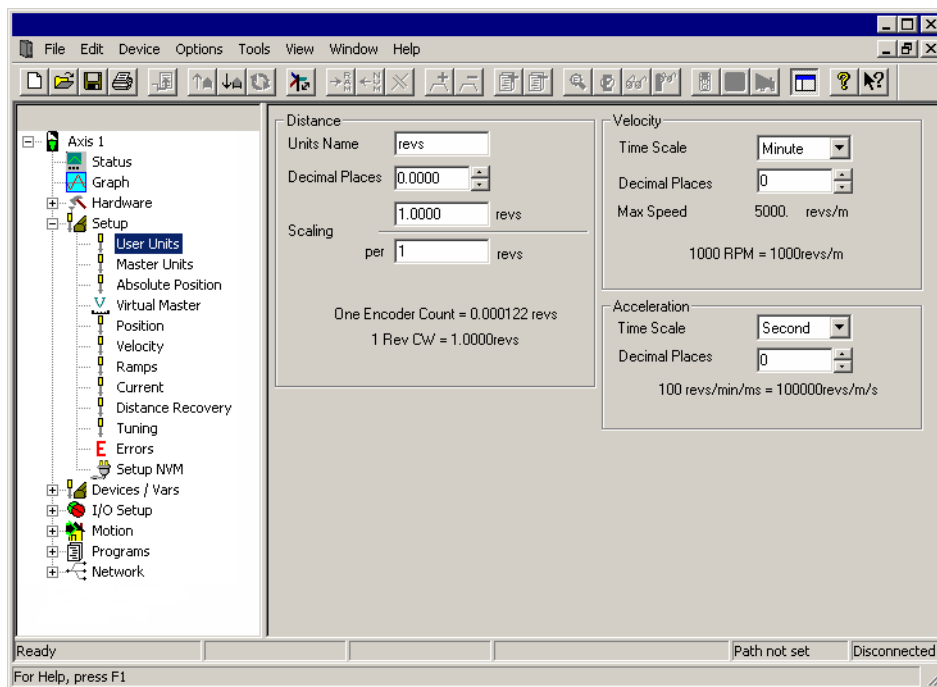 File Edit Device Options Tools View Window Help
Axis 1
Status
Graph
Hardware
Setup
User Units
Master Units
Absolute Position
Virtual Master
Position
Velocity
Ramps
Current
Distance Recovery
Tuning
E Errors
Setup NVM
Devices / Vars
I/O Setup
Motion
Programs
Network
Distance
Units Name revs
Decimal Places 0.0000
Scaling
1.0000 revs
per 1 revs
One Encoder Count = 0.000122 revs
1 Rev CW = 1.0000revs
Velocity
Time Scale Minute
Decimal Places 0
Max Speed 5000. revs/m
1000 RPM = 1000revs/m
Acceleration
Time Scale Second
Decimal Places 0
100 revs/min/ms = 100000revs/m/s
Ready Path not set Disconnected
For Help, press F1